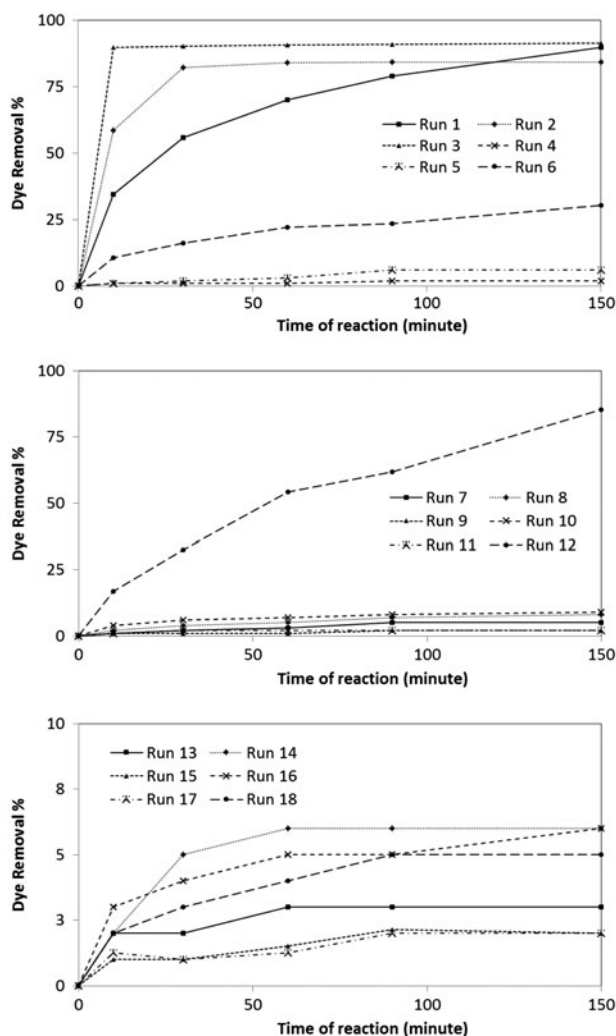 100
75
50
25
0
Dye Removal %
Run 1 Run 2
Run 3 Run 4
Run 5 Run 6
0 50 100 150
Time of reaction (minute)
100
75
50
25
0
Dye Removal %
Run 7 Run 8
Run 9 Run 10
Run 11 Run 12
0 50 100 150
Time of reaction (minute)
10
8
5
3
0
Dye Removal %
Run 13 Run 14
Run 15 Run 16
Run 17 Run 18
0 50 100 150
Time of reaction (minute)